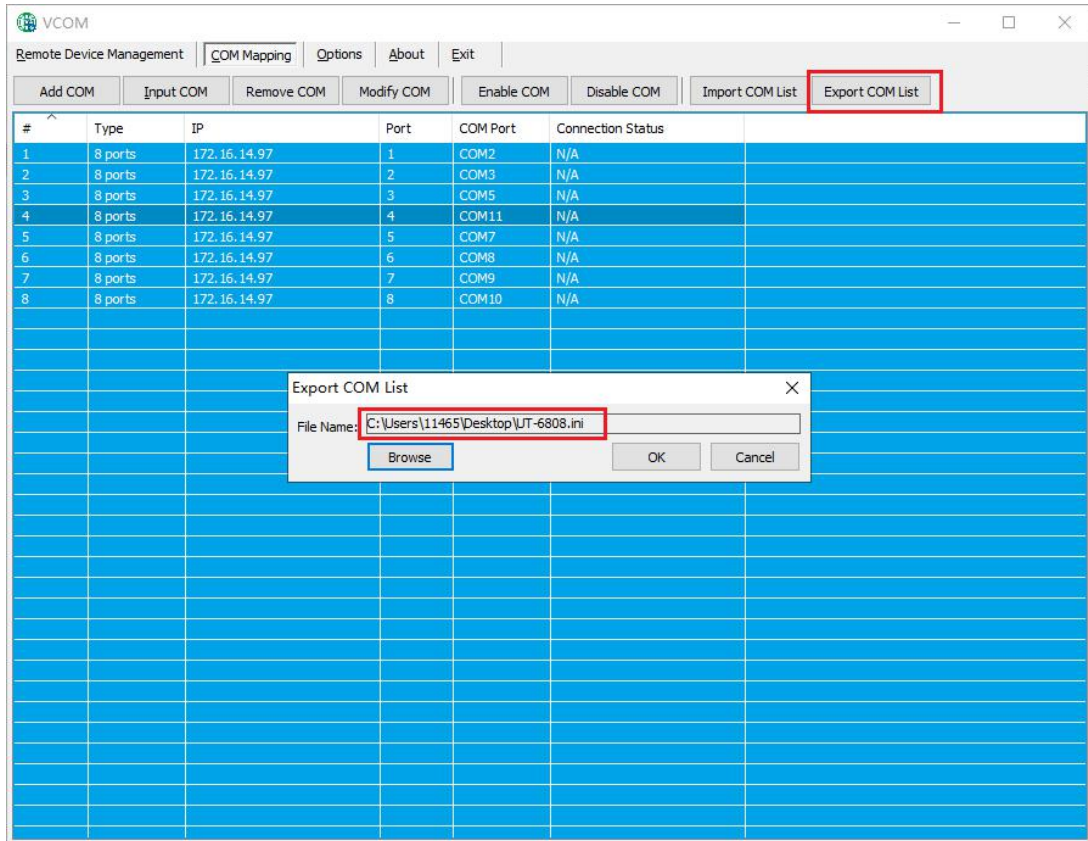 VCOM
Remote Device Management COM Mapping Options About Exit
Add COM Input COM Remove COM Modify COM Enable COM Disable COM Import COM List Export COM List
# Type IP Port COM Port Connection Status
1 8 ports 172.16.14.97 1 COM2 N/A
2 8 ports 172.16.14.97 2 COM3 N/A
3 8 ports 172.16.14.97 3 COM5 N/A
4 8 ports 172.16.14.97 4 COM11 N/A
5 8 ports 172.16.14.97 5 COM7 N/A
6 8 ports 172.16.14.97 6 COM8 N/A
7 8 ports 172.16.14.97 7 COM9 N/A
8 8 ports 172.16.14.97 8 COM10 N/A
Export COM List
File Name: C:\Users\11465\Desktop\UT-6808.ini
Browse OK Cancel